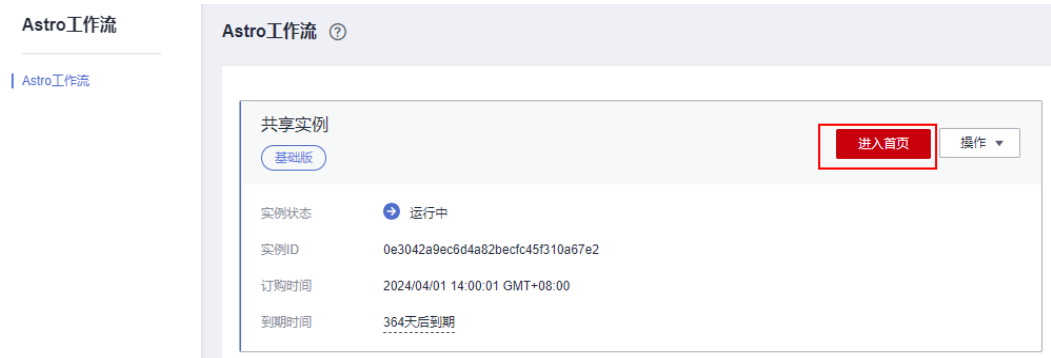 Astro工作流
Astro工作流
Astro工作流
共享实例
基础版
进入首页
操作
实例状态 运行中
实例ID 0e3042a9ec6d4a82becfc45f310a67e2
订购时间 2024/04/01 14:00:01 GMT+08:00
到期时间 364天后到期